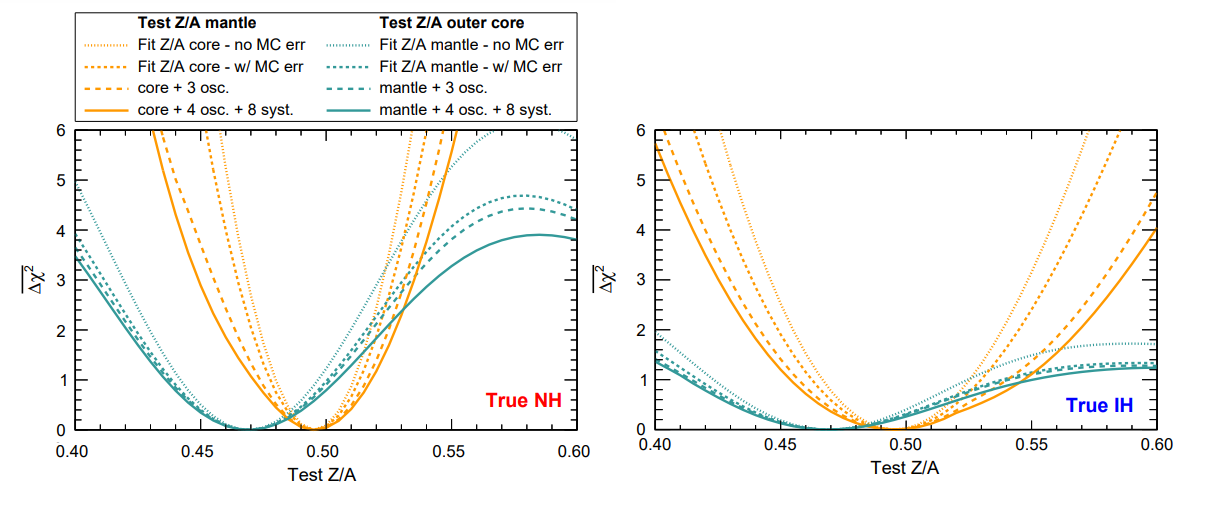 Test Z/A mantle Test Z/A outer core
Fit Z/A core - no MC err Fit Z/A mantle - no MC err
Fit Z/A core - w/ MC err Fit Z/A mantle - w/ MC err
core + 3 osc. mantle + 3 osc.
core + 4 osc. + 8 syst. mantle + 4 osc. + 8 syst.
6
5
4
3
2
1
0
Δχ²
0.40 0.45 0.50 0.55 0.60
Test Z/A
True NH
6
5
4
3
2
1
0
Δχ²
0.40 0.45 0.50 0.55 0.60
Test Z/A
True IH